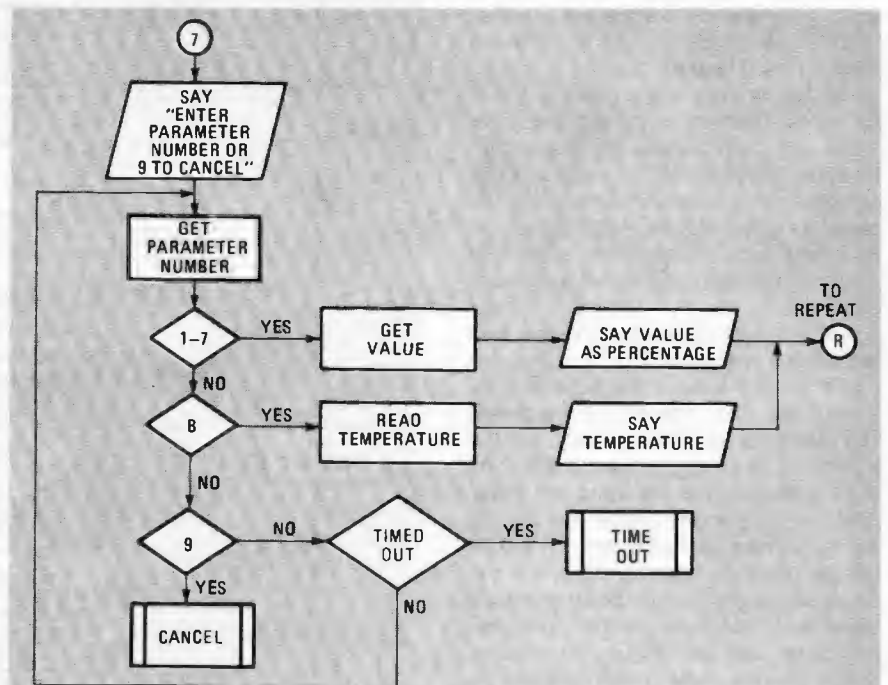 7
SAY
"ENTER
PARAMETER
NUMBER OR
9 TO CANCEL"
GET
PARAMETER
NUMBER
1–7
YES
GET
VALUE
SAY VALUE
AS PERCENTAGE
TO
REPEAT
R
NO
8
YES
READ
TEMPERATURE
SAY
TEMPERATURE
NO
9
NO
TIMED
OUT
YES
TIME
OUT
YES
CANCEL
NO